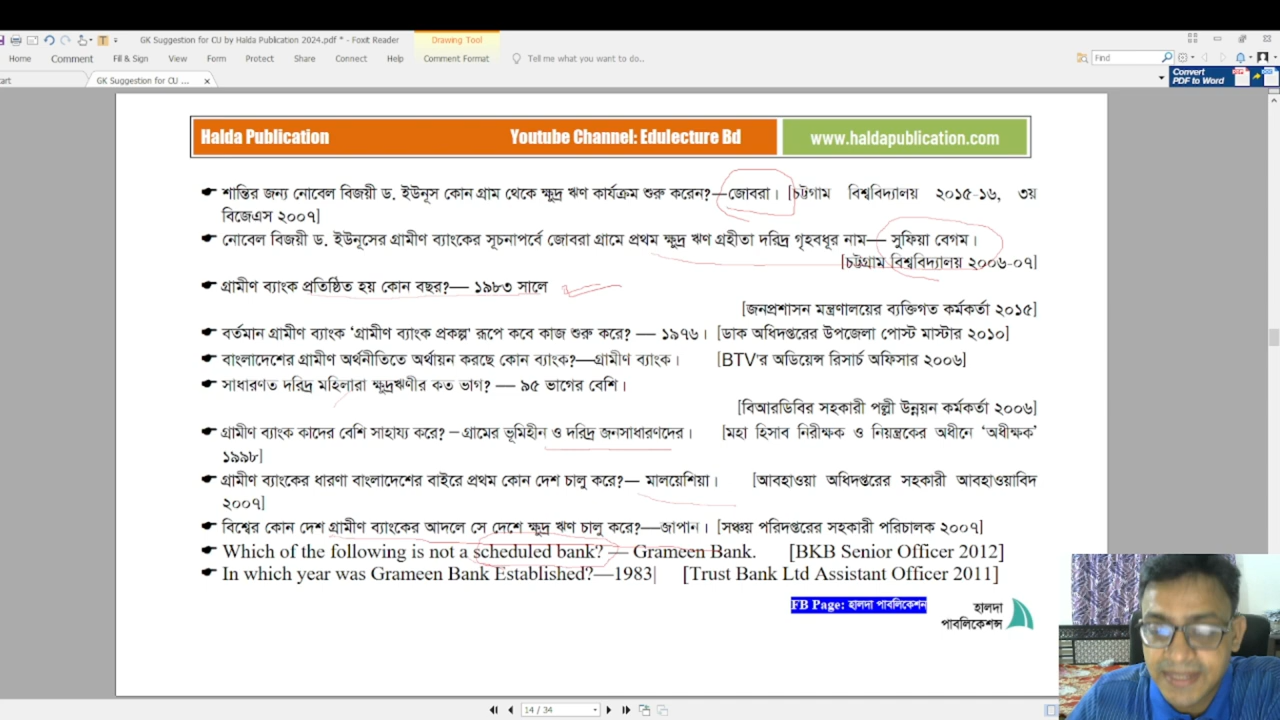 GK Suggestion for CU by Halda Publication 2024.pdf * - Foxit Reader
Drawing Tool
Home Comment Fill & Sign View Form Protect Share Connect Help Comment Format Tell me what you want to do.. Find
art GK Suggestion for CU ... ×
Convert
PDF to Word
Halda Publication Youtube Channel: Edulecture Bd www.haldapublication.com
শান্তির জন্য নোবেল বিজয়ী ড. ইউনূস কোন গ্রাম থেকে ক্ষুদ্র ঋণ কার্যক্রম শুরু করেন?—জোবরা। [চট্টগ্রাম বিশ্ববিদ্যালয় ২০১৫-১৬, ৩য়
বিজেএস ২০০৭]
নোবেল বিজয়ী ড. ইউনূসের গ্রামীণ ব্যাংকের সূচনাপর্বে জোবরা গ্রামে প্রথম ক্ষুদ্র ঋণ গ্রহীতা দরিদ্র গৃহবধূর নাম— সুফিয়া বেগম।
[চট্টগ্রাম বিশ্ববিদ্যালয় ২০০৬-০৭]
গ্রামীণ ব্যাংক প্রতিষ্ঠিত হয় কোন বছর?— ১৯৮৩ সালে
[জনপ্রশাসন মন্ত্রণালয়ের ব্যক্তিগত কর্মকর্তা ২০১৫]
বর্তমান গ্রামীণ ব্যাংক ‘গ্রামীণ ব্যাংক প্রকল্প’ রূপে কবে কাজ শুরু করে? — ১৯৭৬। [ডাক অধিদপ্তরের উপজেলা পোস্ট মাস্টার ২০১০]
বাংলাদেশের গ্রামীণ অর্থনীতিতে অর্থায়ন করছে কোন ব্যাংক?—গ্রামীণ ব্যাংক। [BTV'র অডিয়েন্স রিসার্চ অফিসার ২০০৬]
সাধারণত দরিদ্র মহিলারা ক্ষুদ্রঋণীর কত ভাগ? — ৯৫ ভাগের বেশি।
[বিআরডিবির সহকারী পল্লী উন্নয়ন কর্মকর্তা ২০০৬]
গ্রামীণ ব্যাংক কাদের বেশি সাহায্য করে? –গ্রামের ভূমিহীন ও দরিদ্র জনসাধারণদের। [মহা হিসাব নিরীক্ষক ও নিয়ন্ত্রকের অধীনে ‘অধীক্ষক’
১৯৯৮]
গ্রামীণ ব্যাংকের ধারণা বাংলাদেশের বাইরে প্রথম কোন দেশ চালু করে?— মালয়েশিয়া। [আবহাওয়া অধিদপ্তরের সহকারী আবহাওয়াবিদ
২০০৭]
বিশ্বের কোন দেশ গ্রামীণ ব্যাংকের আদলে সে দেশে ক্ষুদ্র ঋণ চালু করে?—জাপান। [সঞ্চয় পরিদপ্তরের সহকারী পরিচালক ২০০৭]
Which of the following is not a scheduled bank? — Grameen Bank. [BKB Senior Officer 2012]
In which year was Grameen Bank Established?—1983 [Trust Bank Ltd Assistant Officer 2011]
FB Page: হালদা পাবলিকেশন
হালদা
পাবলিকেশন্স
14 / 34